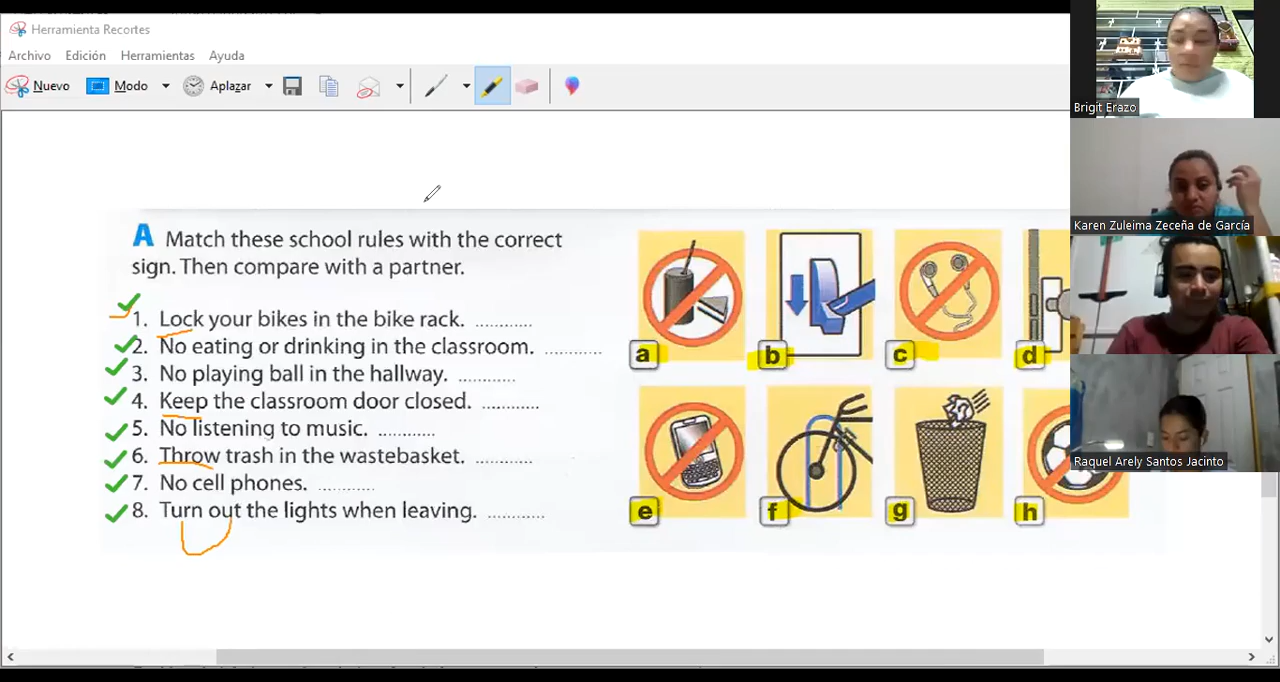 Herramienta Recortes
Archivo Edición Herramientas Ayuda
Nuevo Modo Aplazar
A Match these school rules with the correct
sign. Then compare with a partner.
1. Lock your bikes in the bike rack. ............
2. No eating or drinking in the classroom. ............
3. No playing ball in the hallway. ............
4. Keep the classroom door closed. ............
5. No listening to music. ............
6. Throw trash in the wastebasket. ............
7. No cell phones. ............
8. Turn out the lights when leaving. ............
a b c d
e f g h
Brigit Erazo
Karen Zuleima Zeceña de García
Raquel Arely Santos Jacinto